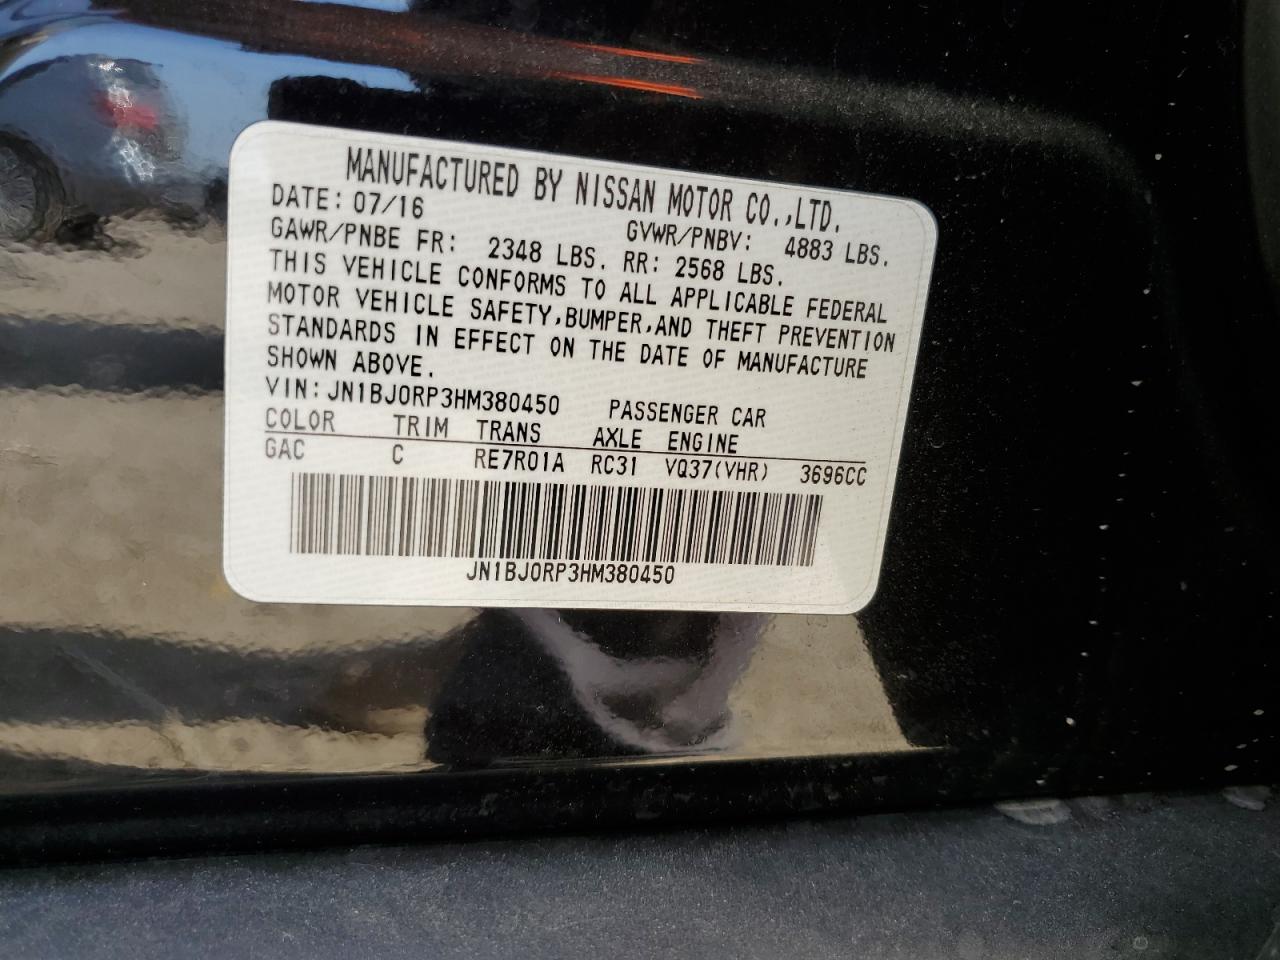 MANUFACTURED BY NISSAN MOTOR CO.,LTD.
DATE: 07/16 GVWR/PNBV: 4883 LBS.
GAWR/PNBE FR: 2348 LBS. RR: 2568 LBS.
THIS VEHICLE CONFORMS TO ALL APPLICABLE FEDERAL
MOTOR VEHICLE SAFETY,BUMPER,AND THEFT PREVENTION
STANDARDS IN EFFECT ON THE DATE OF MANUFACTURE
SHOWN ABOVE.
VIN:JN1BJ0RP3HM380450 PASSENGER CAR
COLOR TRIM TRANS AXLE ENGINE
GAC C RE7R01A RC31 VQ37(VHR) 3696CC
JN1BJ0RP3HM380450